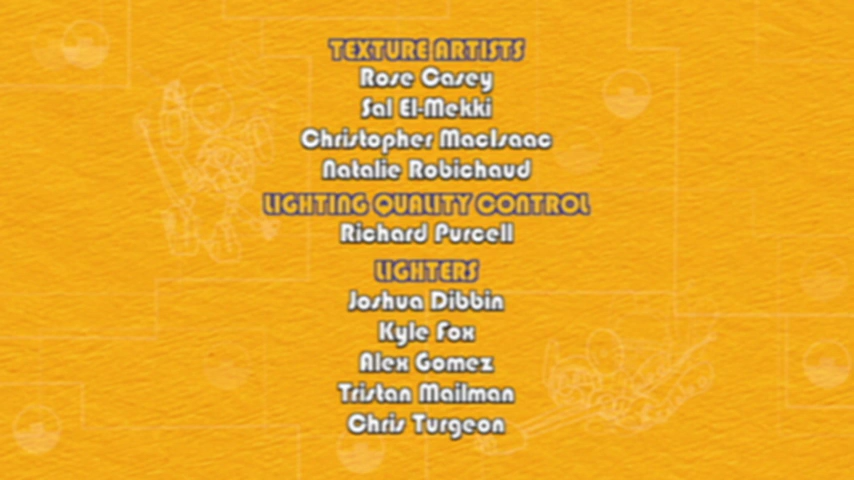 TEXTURE ARTISTS
Rose Casey
Sal El-Mekki
Christopher MacIsaac
Natalie Robichaud
LIGHTING QUALITY CONTROL
Richard Purcell
LIGHTERS
Joshua Dibbin
Kyle Fox
Alex Gomez
Tristan Mailman
Chris Turgeon